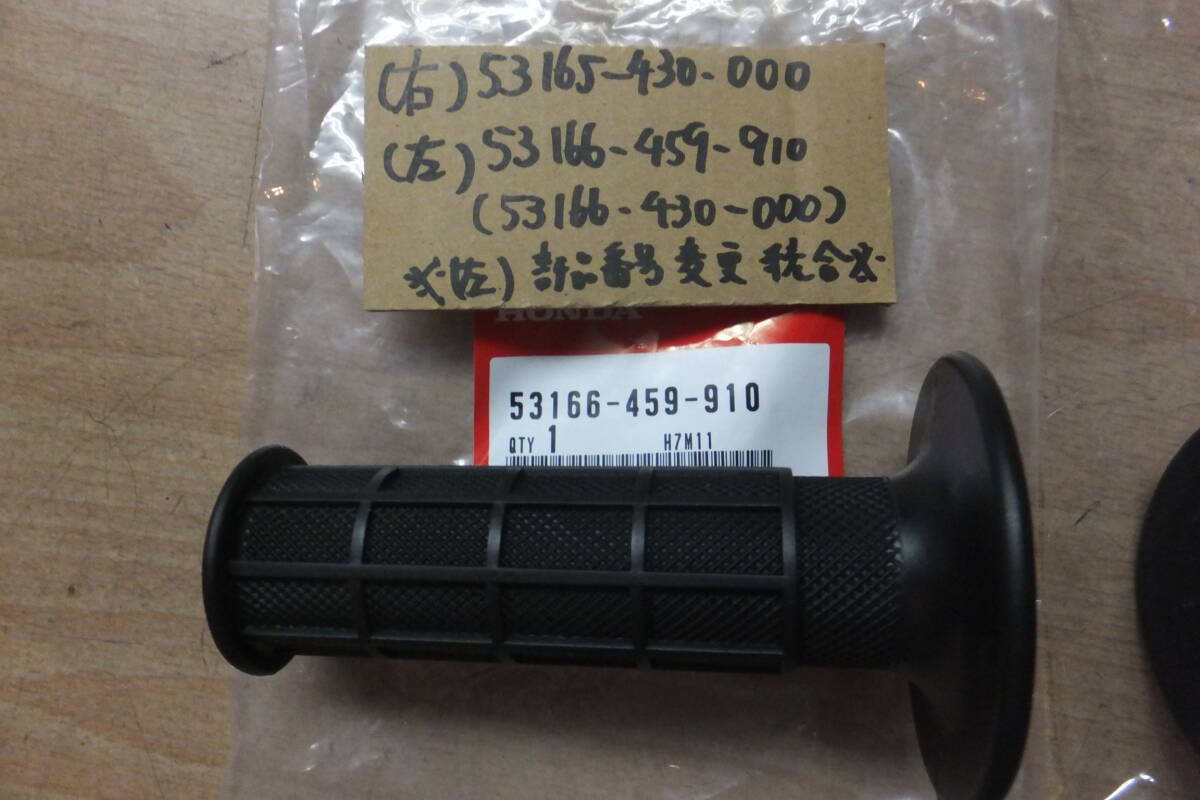 (右) 53165-430-000
(左) 53166-459-910
(53166-430-000)
※(左) 部品番号変更 統合※
HONDA
53166-459-910
QTY 1 H7M11